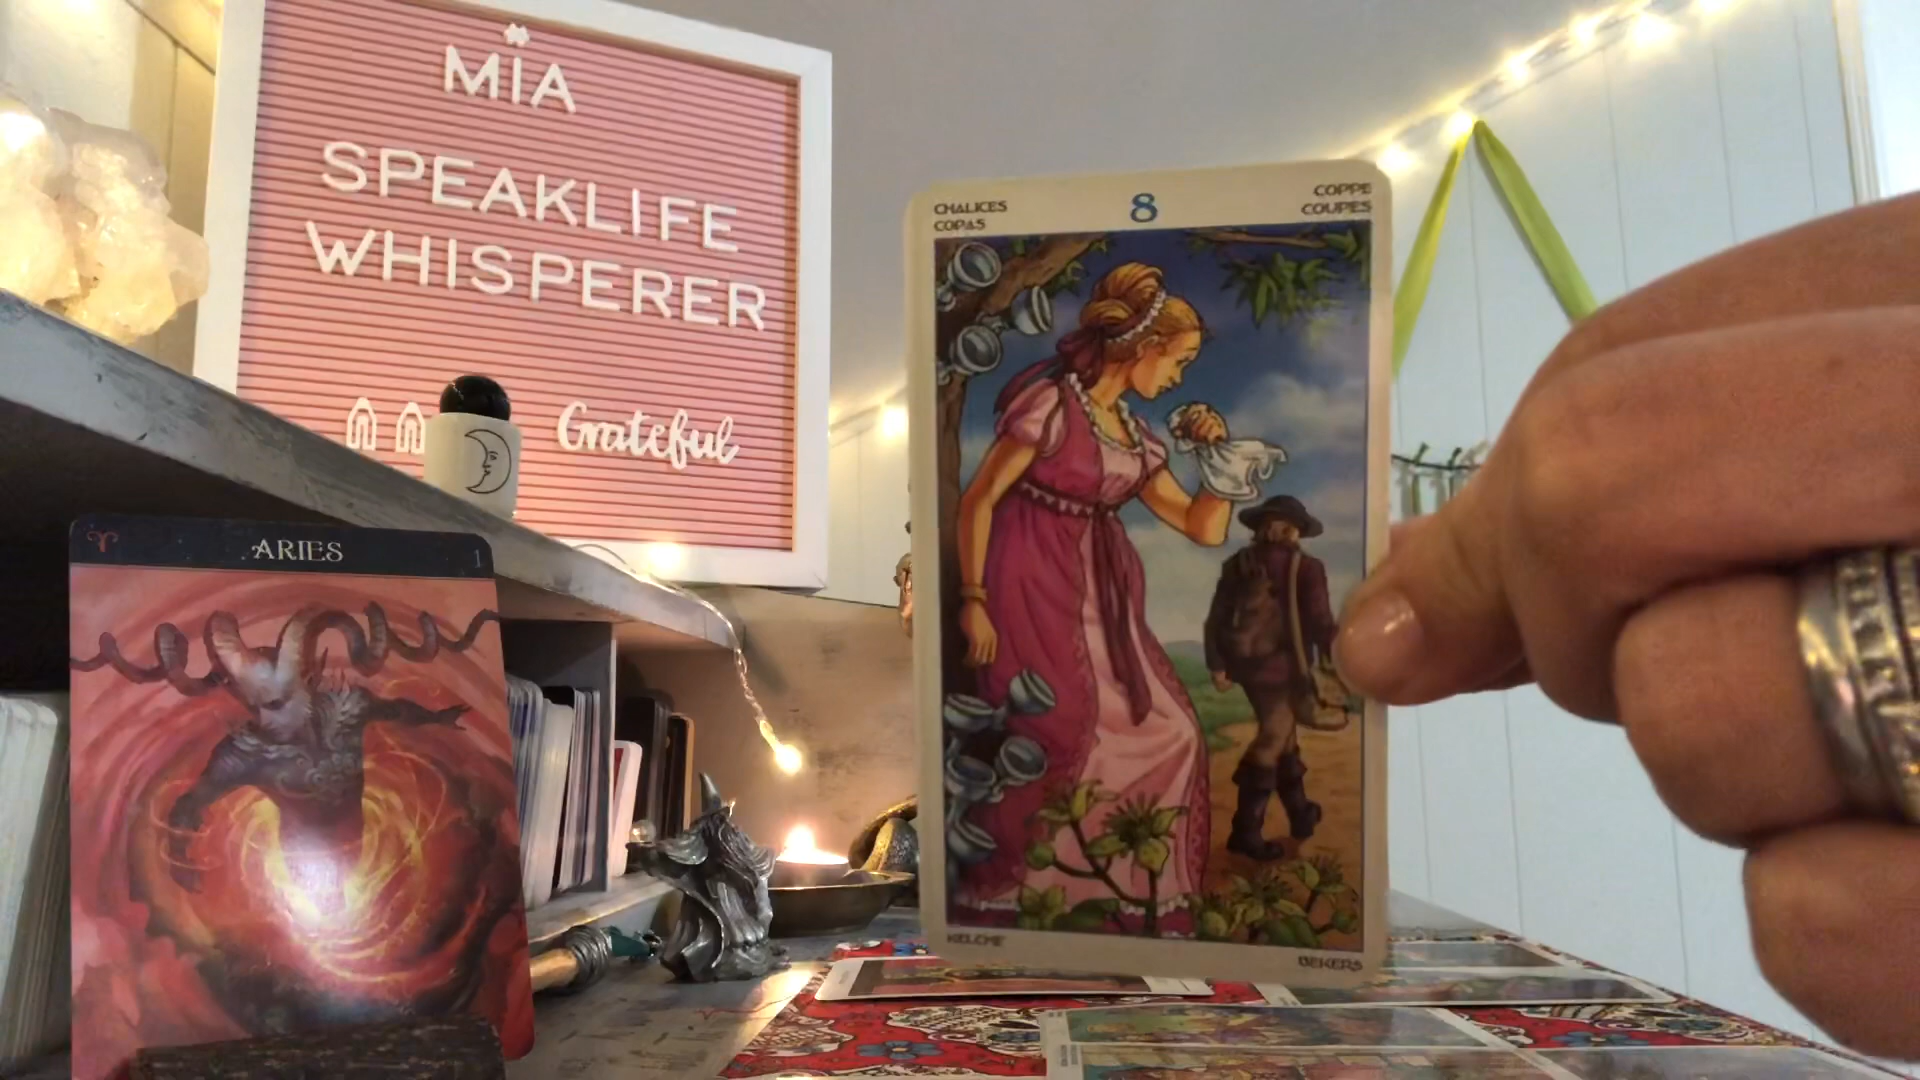 MIA
SPEAKLIFE
WHISPERER
Grateful
ARIES
1
CHALICES
COPAS
8
COPPE
COUPES
KELCHE
BEKERS